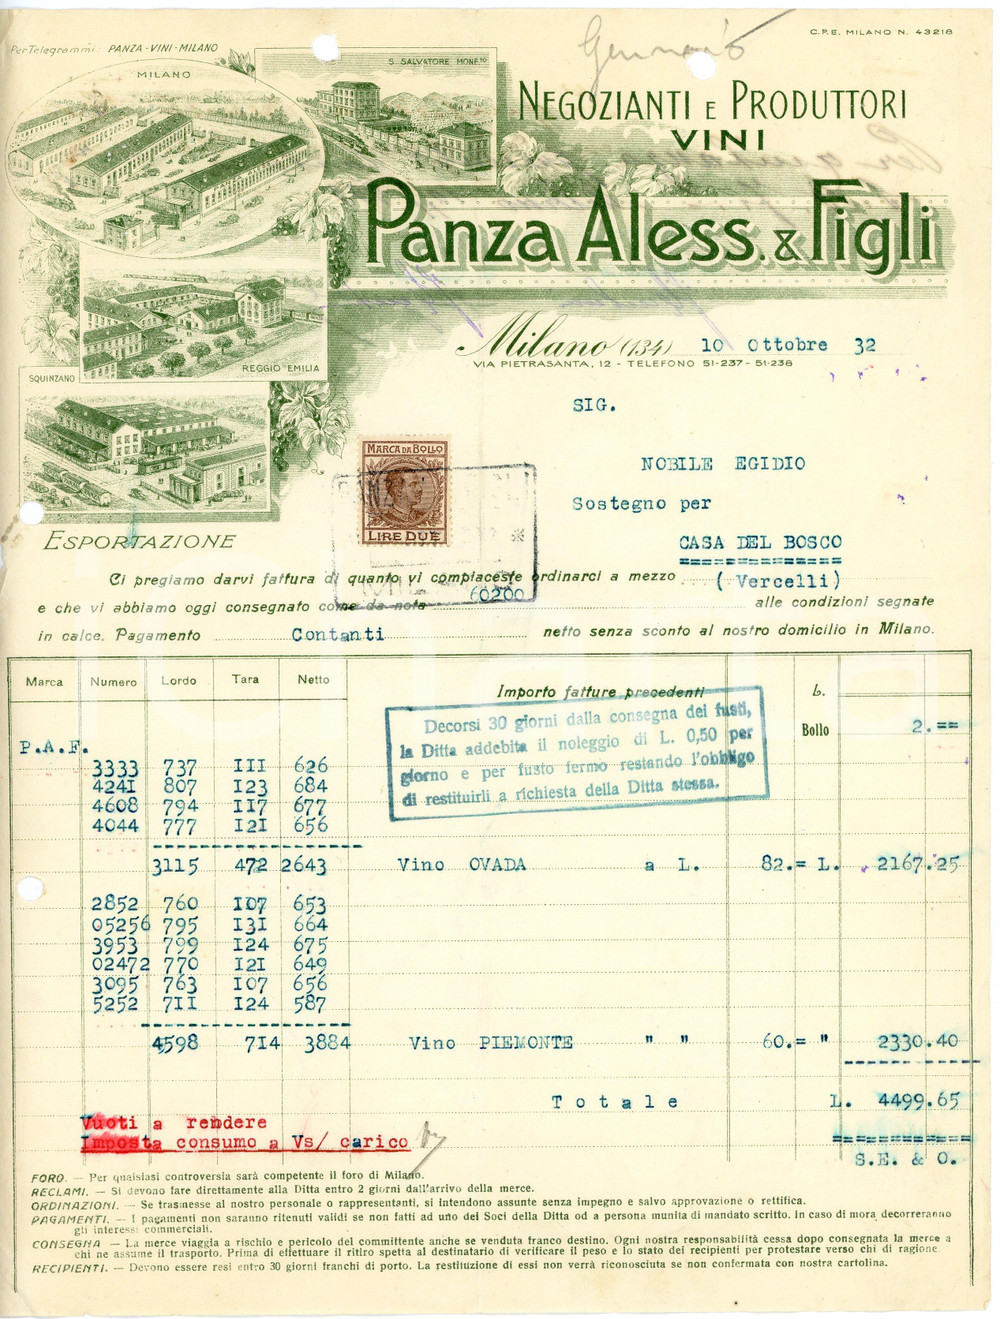 Per Telegrammi: PANZA - VINI - MILANO
C.P.E. MILANO N. 43218
Gennaio
MILANO
S. SALVATORE MONF.TO
NEGOZIANTI E PRODUTTORI
VINI
PANZA ALESS. & FIGLI
REGGIO EMILIA
SQUINZANO
ESPORTAZIONE
Milano (134) 10 Ottobre 32
VIA PIETRASANTA, 12 - TELEFONO 51-237 - 51-238
SIG.
NOBILE EGIDIO
Sostegno per
CASA DEL BOSCO
(Vercelli)
MARCA DA BOLLO
LIRE DUE
Ci pregiamo darvi fattura di quanto vi compiaceste ordinarci a mezzo
e che vi abbiamo oggi consegnato come da nota 60200 alle condizioni segnate
in calce. Pagamento Contanti netto senza sconto al nostro domicilio in Milano.
Marca Numero Lordo Tara Netto Importo fatture precedenti L.
Bollo 2.==
Decorsi 30 giorni dalla consegna dei fusti,
la Ditta addebita il noleggio di L. 0,50 per
giorno e per fusto fermo restando l'obbligo
di restituirli a richiesta della Ditta stessa.
P.A.F.
3333 737 III 626
4241 807 I23 684
4608 794 II7 677
4044 777 I2I 656
3115 472 2643 Vino OVADA a L. 82.= L. 2167.25
2852 760 I07 653
05256 795 I3I 664
3953 799 I24 675
02472 770 I2I 649
3095 763 I07 656
5252 7II I24 587
4598 714 3884 Vino PIEMONTE " " 60.= " 2330.40
Totale L. 4499.65
Vuoti a rendere
Imposta consumo a Vs/ carico
S.E. & O.
FORO. — Per qualsiasi controversia sarà competente il foro di Milano.
RECLAMI. — Si devono fare direttamente alla Ditta entro 2 giorni dall'arrivo della merce.
ORDINAZIONI. — Se trasmesse al nostro personale o rappresentanti, si intendono assunte senza impegno e salvo approvazione o rettifica.
PAGAMENTI. — I pagamenti non saranno ritenuti validi se non fatti ad uno dei Soci della Ditta od a persona munita di mandato scritto. In caso di mora decorreranno
gli interessi commerciali.
CONSEGNA — La merce viaggia a rischio e pericolo del committente anche se venduta franco destino. Ogni nostra responsabilità cessa dopo consegnata la merce a
chi ne assume il trasporto. Prima di effettuare il ritiro spetta al destinatario di verificare il peso e lo stato dei recipienti per protestare verso chi di ragione.
RECIPIENTI. — Devono essere resi entro 30 giorni franchi di porto. La restituzione di essi non verrà riconosciuta se non confermata con nostra cartolina.